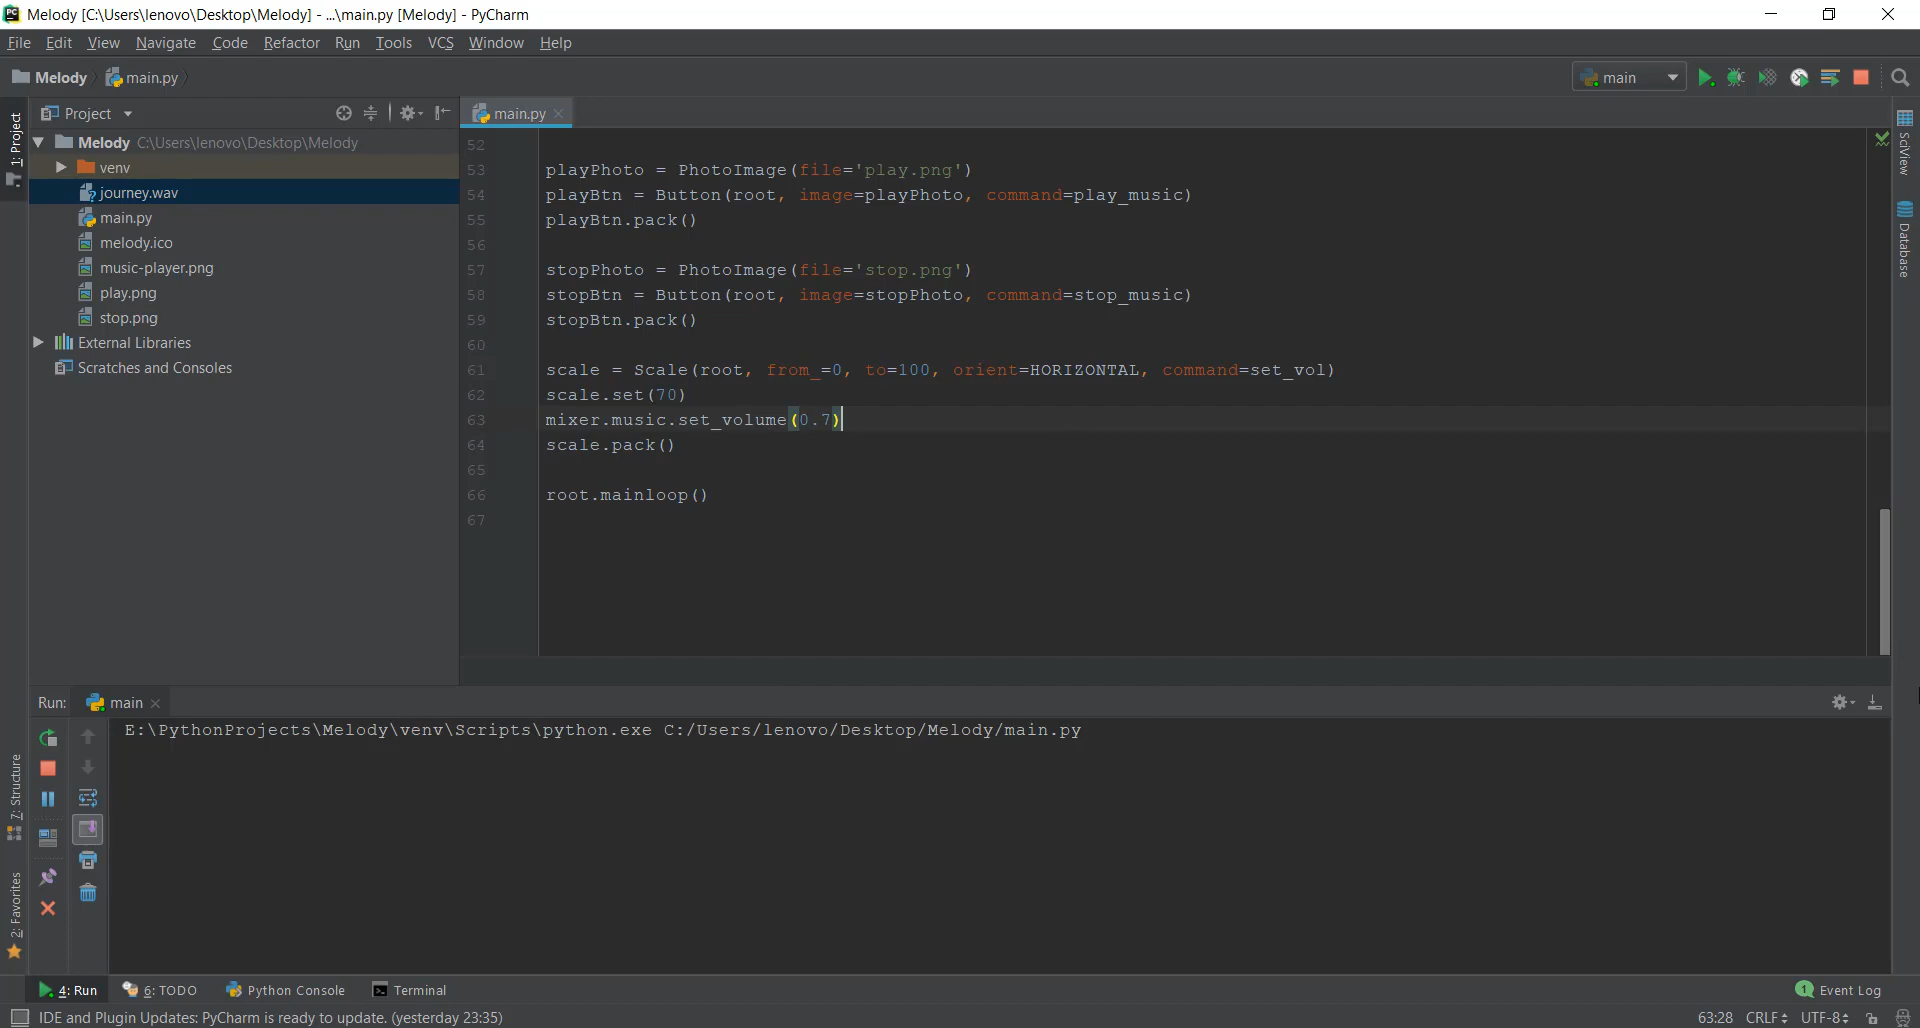 Melody [C:\Users\lenovo\Desktop\Melody] - ...\main.py [Melody] - PyCharm
File Edit View Navigate Code Refactor Run Tools VCS Window Help
Melody main.py
main
1: Project
Project
main.py
Melody C:\Users\lenovo\Desktop\Melody
venv
journey.wav
main.py
melody.ico
music-player.png
play.png
stop.png
External Libraries
Scratches and Consoles
52
53 playPhoto = PhotoImage(file='play.png')
54 playBtn = Button(root, image=playPhoto, command=play_music)
55 playBtn.pack()
56
57 stopPhoto = PhotoImage(file='stop.png')
58 stopBtn = Button(root, image=stopPhoto, command=stop_music)
59 stopBtn.pack()
60
61 scale = Scale(root, from_=0, to=100, orient=HORIZONTAL, command=set_vol)
62 scale.set(70)
63 mixer.music.set_volume(0.7)
64 scale.pack()
65
66 root.mainloop()
67
SciView
Database
Run: main
E:\PythonProjects\Melody\venv\Scripts\python.exe C:/Users/lenovo/Desktop/Melody/main.py
7: Structure
2: Favorites
4: Run 6: TODO Python Console Terminal 1 Event Log
IDE and Plugin Updates: PyCharm is ready to update. (yesterday 23:35) 63:28 CRLF UTF-8